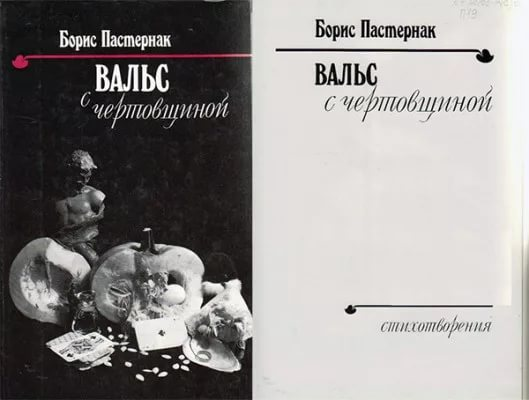 Борис Пастернак
ВАЛЬС
с чертовщиной
Борис Пастернак
ВАЛЬС
с чертовщиной
стихотворения